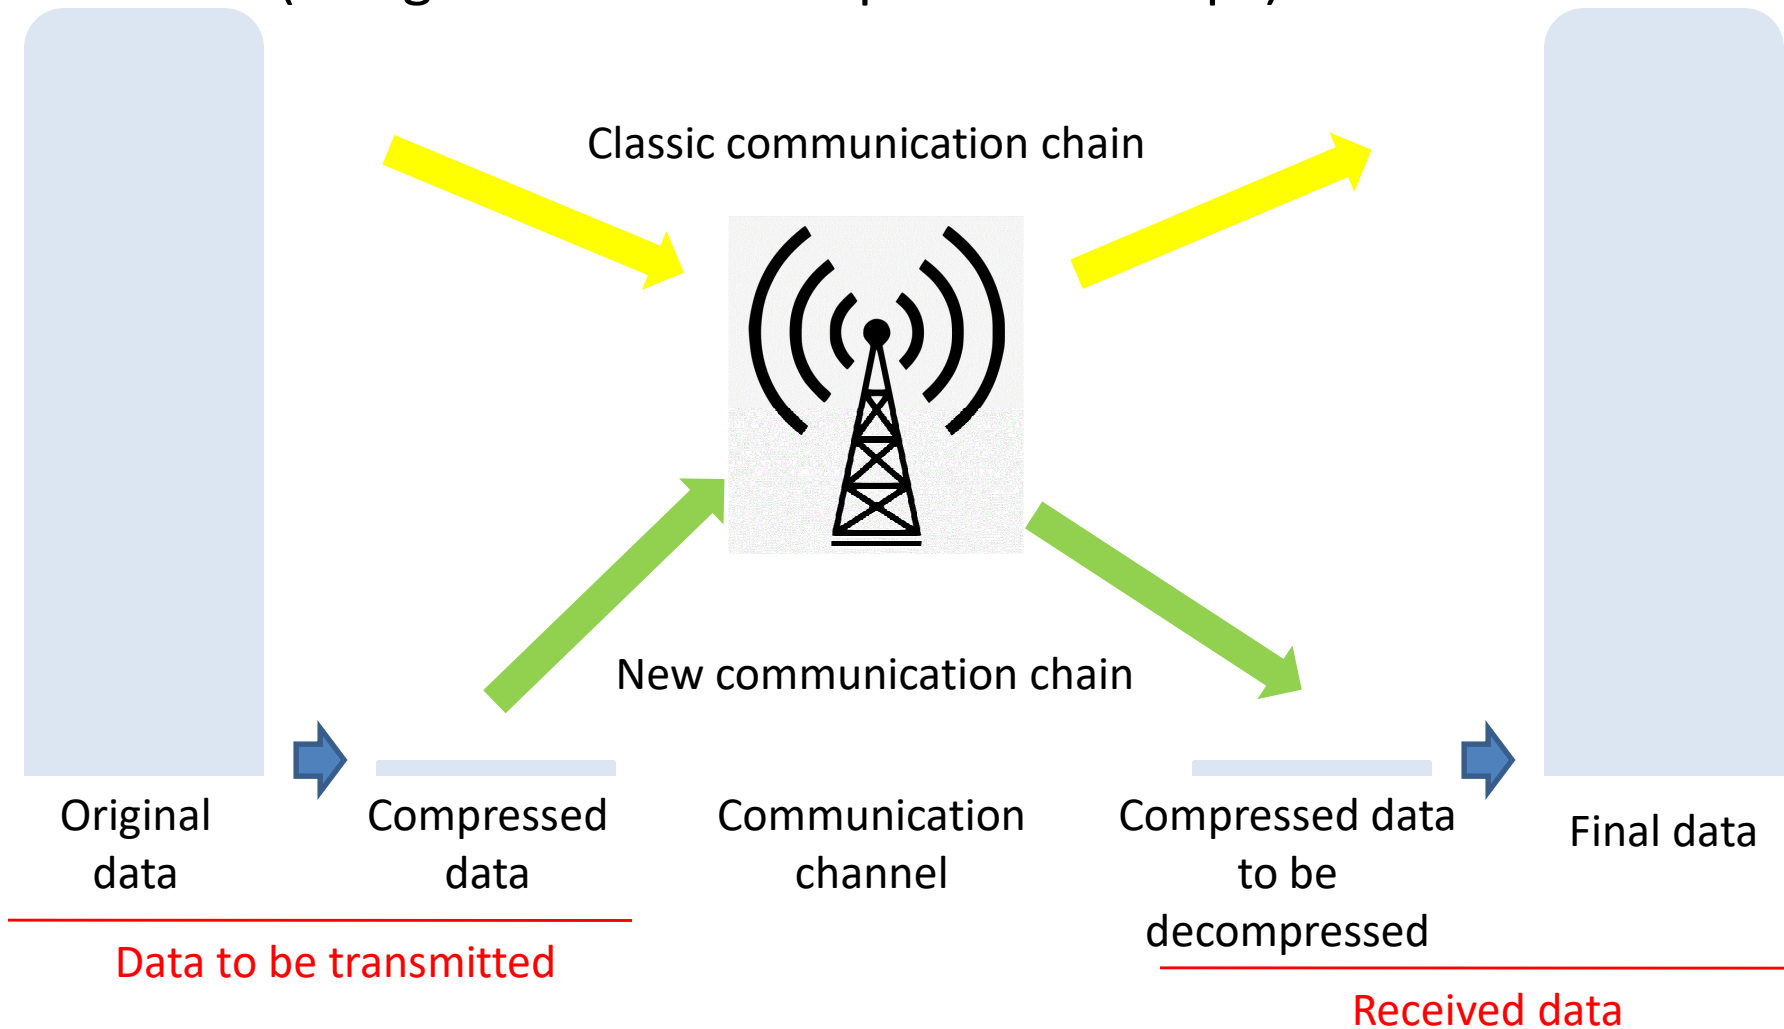 Classic communication chain
New communication chain
Original
data
Compressed
data
Communication
channel
Compressed data
to be
decompressed
Final data
Data to be transmitted
Received data